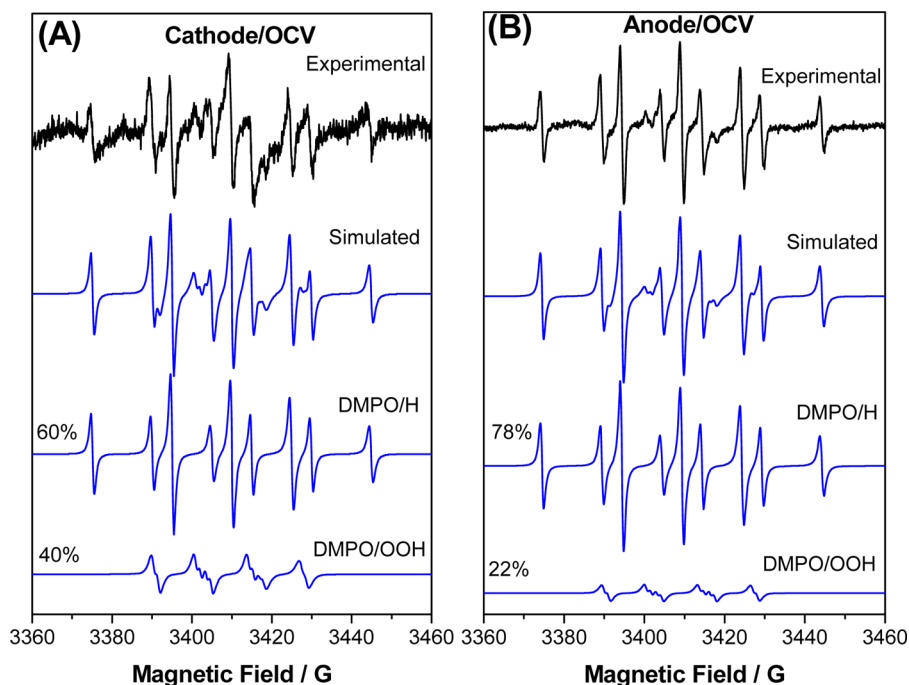 (A)
Cathode/OCV
Experimental
Simulated
DMPO/H
60%
DMPO/OOH
40%
3360 3380 3400 3420 3440 3460
Magnetic Field / G
(B)
Anode/OCV
Experimental
Simulated
DMPO/H
78%
DMPO/OOH
22%
3360 3380 3400 3420 3440 3460
Magnetic Field / G